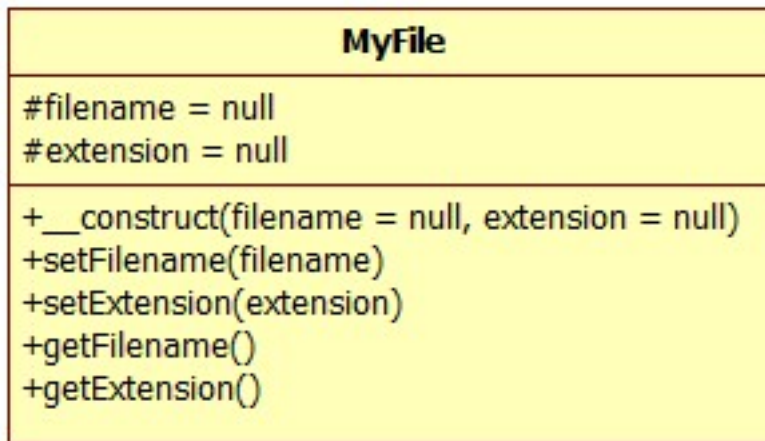 MyFile
#filename = null
#extension = null
+__construct(filename = null, extension = null)
+setFilename(filename)
+setExtension(extension)
+getFilename()
+getExtension()